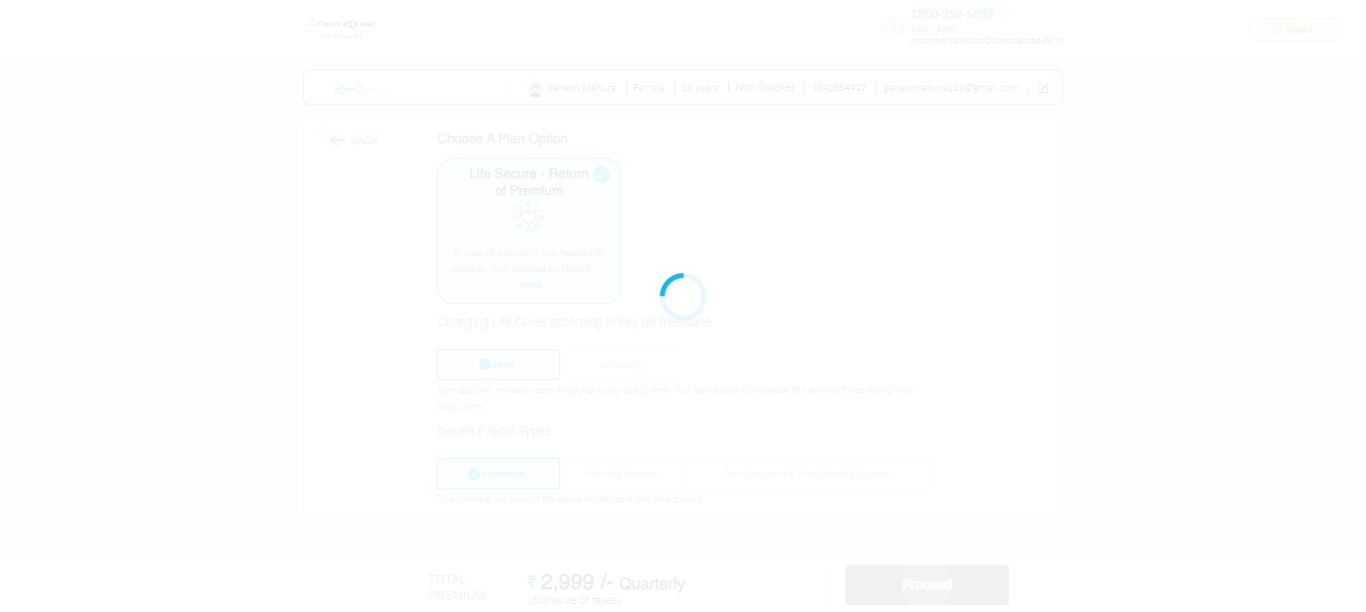 Canara HSBC
LIFE INSURANCE
1800-258-5899
9am - 6pm
customerservices@canarahsbclife.in
Saved
Ganesh Mahure
Female
30 years
Non Smoker
7840554417
ganeshmahure111@gmail.com
BACK
Choose A Plan Option
Life Secure - Return
of Premium
In case of survival of Life Assured till
maturity, Sum Assured on Maturity ...
more
Changing Life Cover according to key life milestone
Level
Increasing
Sum assured remains same throughout your policy term. You can choose to increase this amount thrice during your
policy term.
Benefit Payout Types
Lumpsum
Monthly Income
Part Lumpsum & Part Monthly Income
The nominee will receive the entire benefit as a one-time payout
TOTAL
PREMIUM
₹ 2,999 /- Quarterly
(Exclusive of taxes)
Proceed